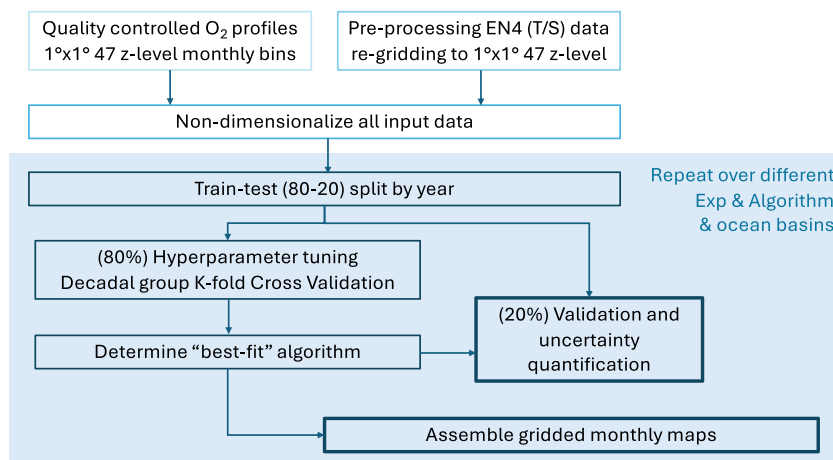 Quality controlled O₂ profiles
1°x1° 47 z-level monthly bins
Pre-processing EN4 (T/S) data
re-gridding to 1°x1° 47 z-level
Non-dimensionalize all input data
Train-test (80-20) split by year
Repeat over different
Exp & Algorithm
& ocean basins
(80%) Hyperparameter tuning
Decadal group K-fold Cross Validation
(20%) Validation and
uncertainty
quantification
Determine “best-fit” algorithm
Assemble gridded monthly maps